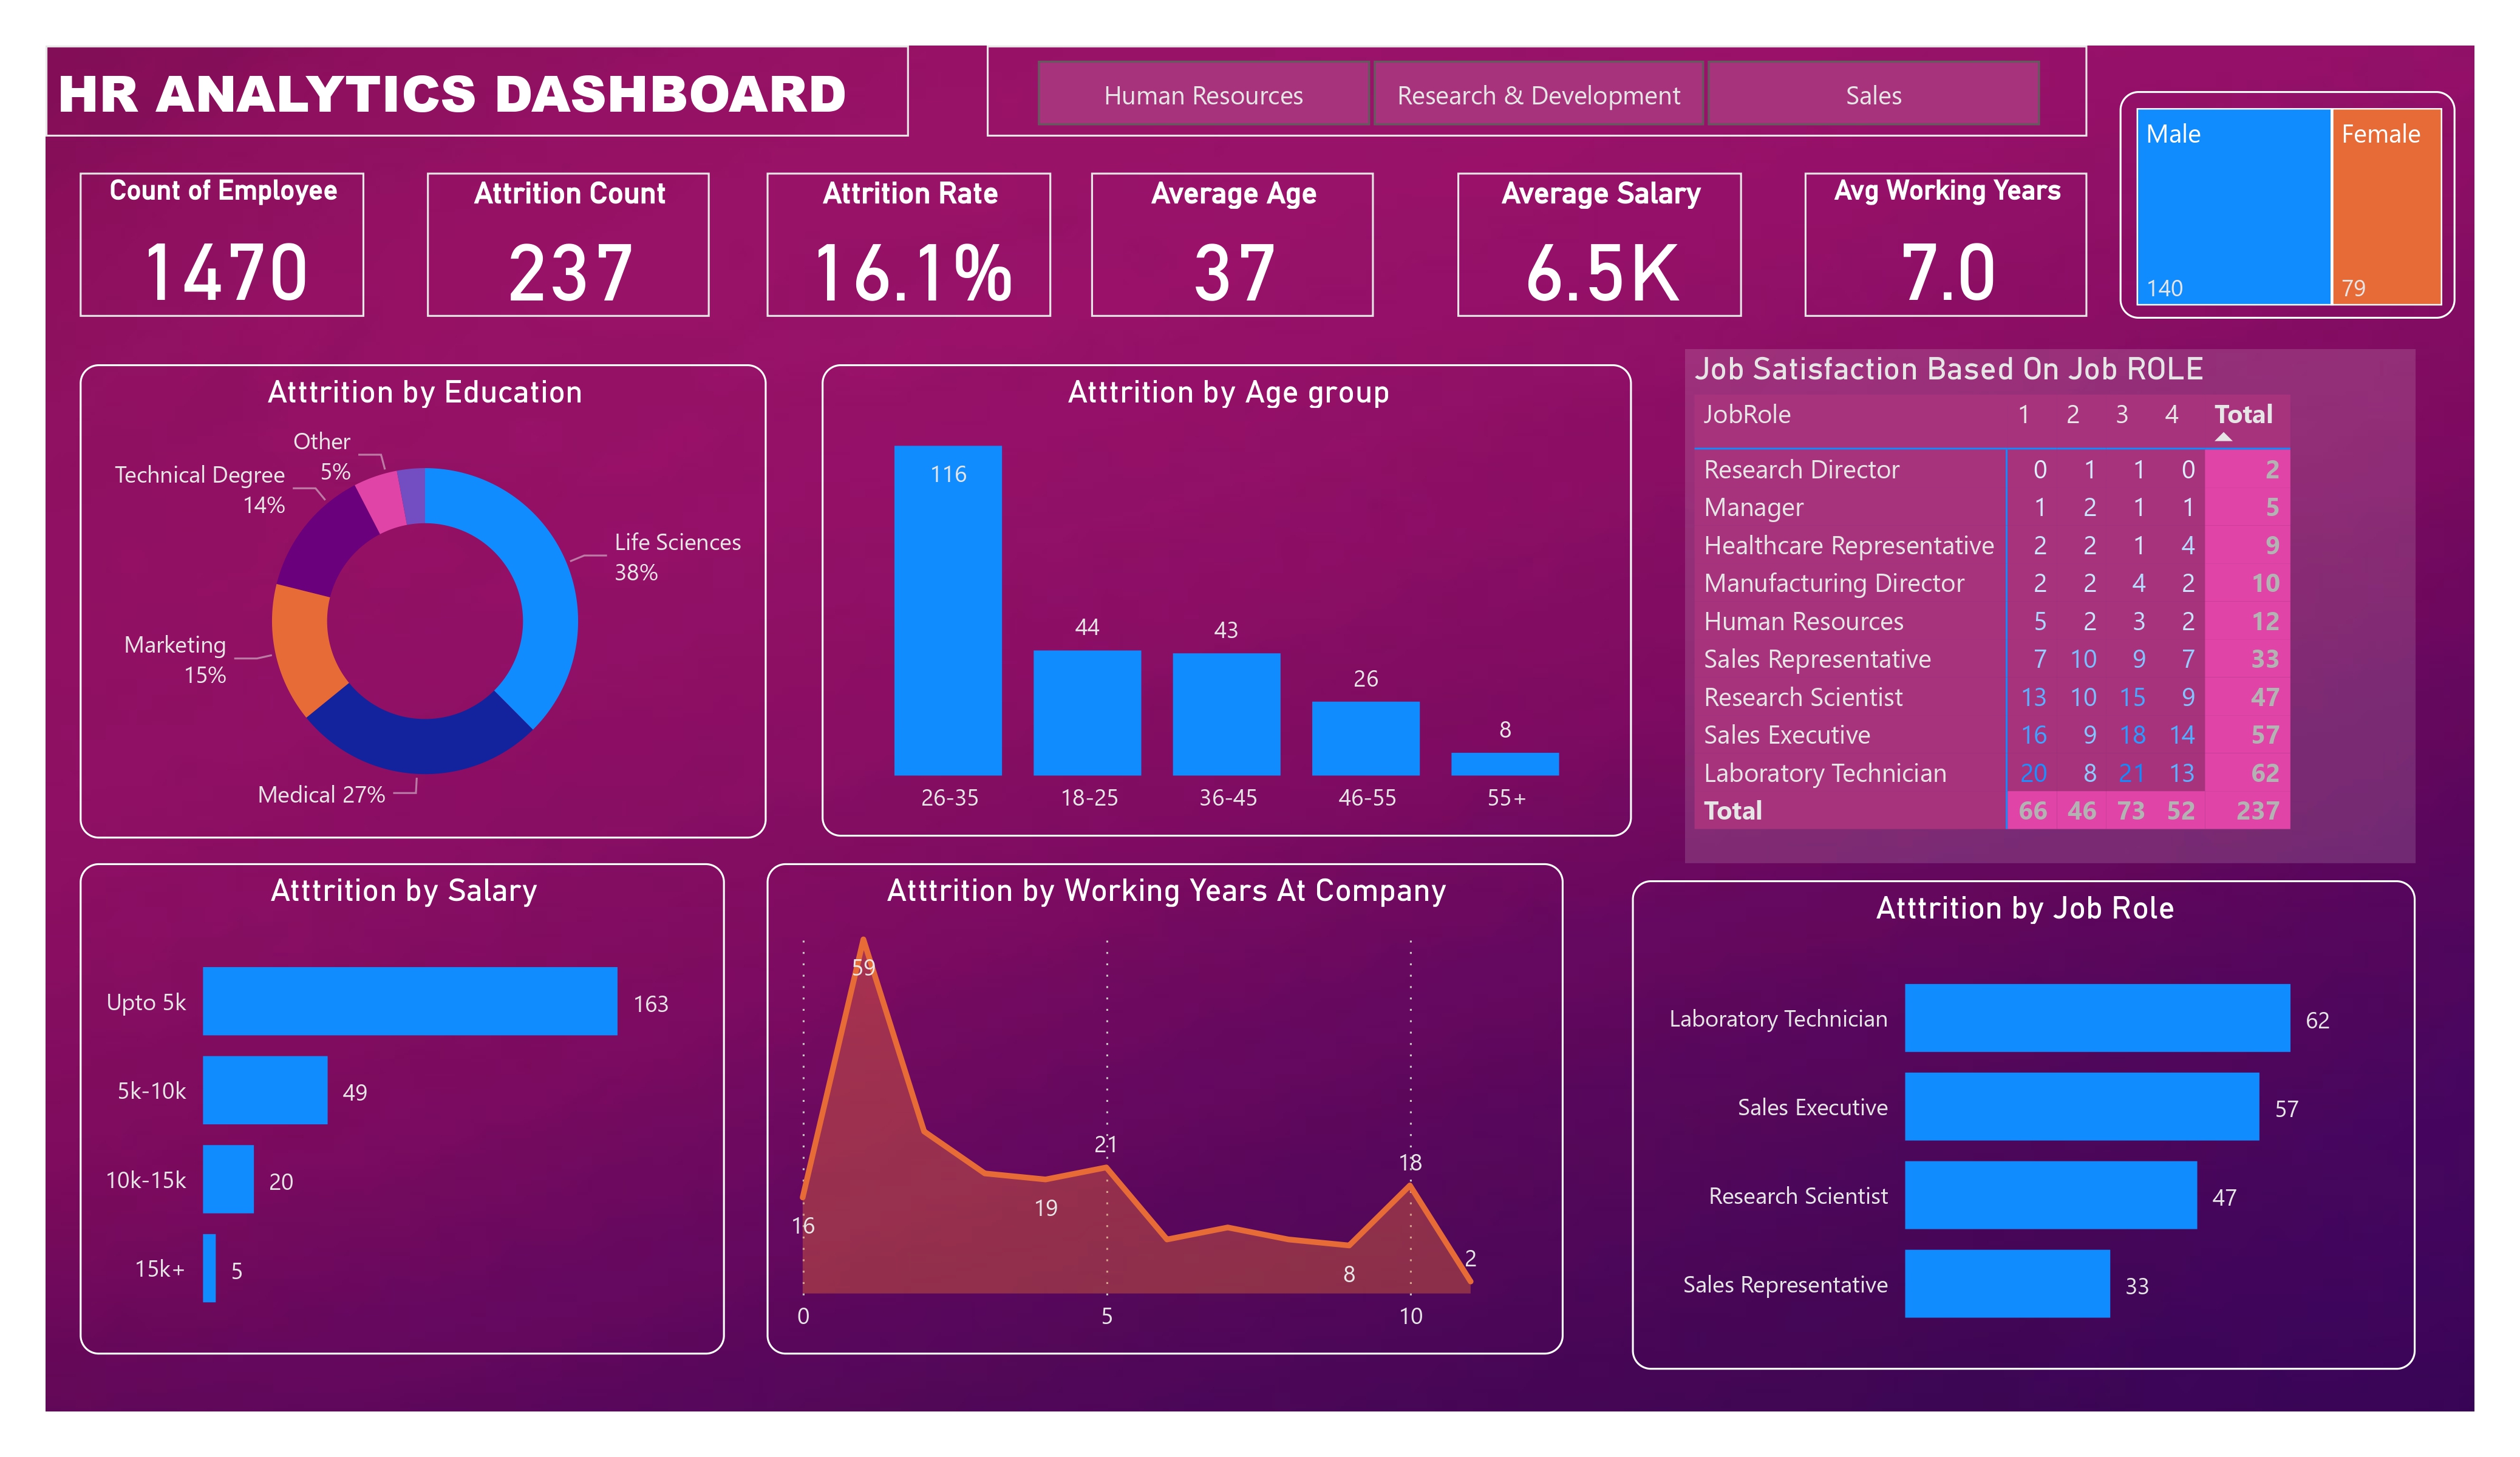 HR ANALYTICS DASHBOARD
Human Resources
Research & Development
Sales
Count of Employee
1470
Attrition Count
237
Attrition Rate
16.1%
Average Age
37
Average Salary
6.5K
Avg Working Years
7.0
Male
140
Female
79
Atttrition by Education
Other
5%
Technical Degree
14%
Life Sciences
38%
Marketing
15%
Medical 27%
Atttrition by Age group
116
44
43
26
8
26-35 18-25 36-45 46-55 55+
Job Satisfaction Based On Job ROLE
JobRole 1 2 3 4 Total
Research Director 0 1 1 0 2
Manager 1 2 1 1 5
Healthcare Representative 2 2 1 4 9
Manufacturing Director 2 2 4 2 10
Human Resources 5 2 3 2 12
Sales Representative 7 10 9 7 33
Research Scientist 13 10 15 9 47
Sales Executive 16 9 18 14 57
Laboratory Technician 20 8 21 13 62
Total 66 46 73 52 237
Atttrition by Salary
Upto 5k 163
5k-10k 49
10k-15k 20
15k+ 5
Atttrition by Working Years At Company
59
21
18
19
16
2
8
0 5 10
Atttrition by Job Role
Laboratory Technician 62
Sales Executive 57
Research Scientist 47
Sales Representative 33